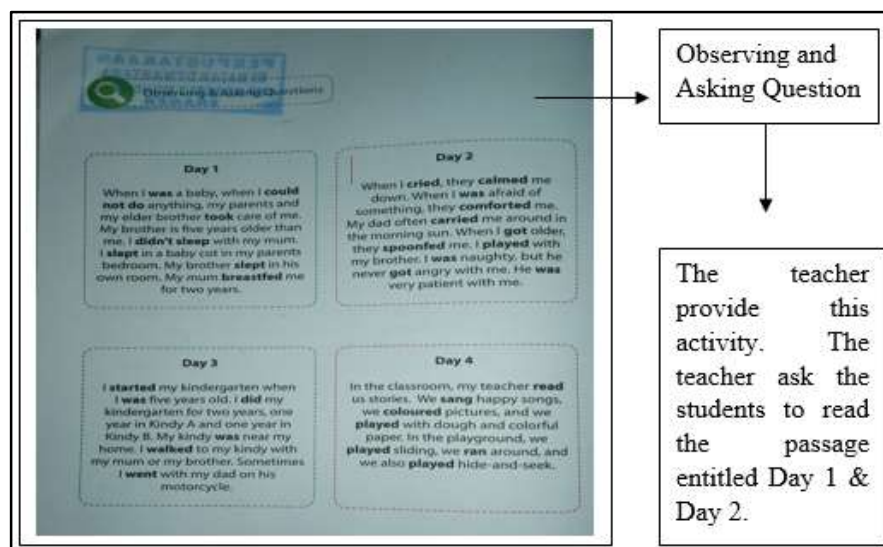 PERPUSTAKAAN
Observing & Asking Questions
Day 1
When I was a baby, when I could
not do anything, my parents and
my elder brother took care of me.
My brother is five years older than
me. I didn't sleep with my mum.
I slept in a baby cot in my parents
bedroom. My brother slept in his
own room. My mum breastfed me
for two years.
Day 2
When I cried, they calmed me
down. When I was afraid of
something, they comforted me.
My dad often carried me around in
the morning sun. When I got older,
they spoonfed me. I played with
my brother. I was naughty, but he
never got angry with me. He was
very patient with me.
Day 3
I started my kindergarten when
I was five years old. I did my
kindergarten for two years, one
year in Kindy A and one year in
Kindy B. My kindy was near my
home. I walked to my kindy with
my mum or my brother. Sometimes
I went with my dad on his
motorcycle.
Day 4
In the classroom, my teacher read
us stories. We sang happy songs,
we coloured pictures, and we
played with dough and colorful
paper. In the playground, we
played sliding, we ran around, and
we also played hide-and-seek.
Observing and
Asking Question
The teacher
provide this
activity. The
teacher ask the
students to read
the passage
entitled Day 1 &
Day 2.